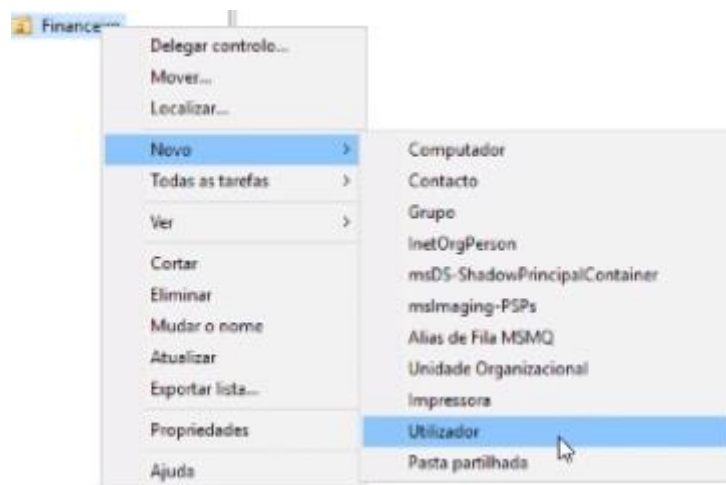 Delegar controlo...
Mover...
Localizar...
Novo
Todas as tarefas
Ver
Cortar
Eliminar
Mudar o nome
Atualizar
Exportar lista...
Propriedades
Ajuda
Computador
Contacto
Grupo
InetOrgPerson
msDS-ShadowPrincipalContainer
msImaging-PSPs
Alias de Fila MSMQ
Unidade Organizacional
Impressora
Utilizador
Pasta partilhada